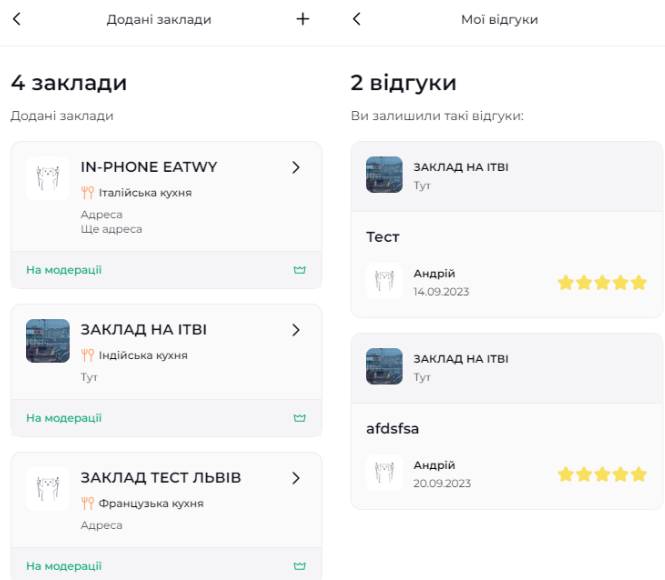 Додані заклади
4 заклади
Додані заклади
IN-PHONE EATWY
Італійська кухня
Адреса
Ще адреса
На модерації
ЗАКЛАД НА ІТВІ
Індійська кухня
Тут
На модерації
ЗАКЛАД ТЕСТ ЛЬВІВ
Французька кухня
Адреса
На модерації
Мої відгуки
2 відгуки
Ви залишили такі відгуки:
ЗАКЛАД НА ІТВІ
Тут
Тест
Андрій
14.09.2023
ЗАКЛАД НА ІТВІ
Тут
afdsfsa
Андрій
20.09.2023